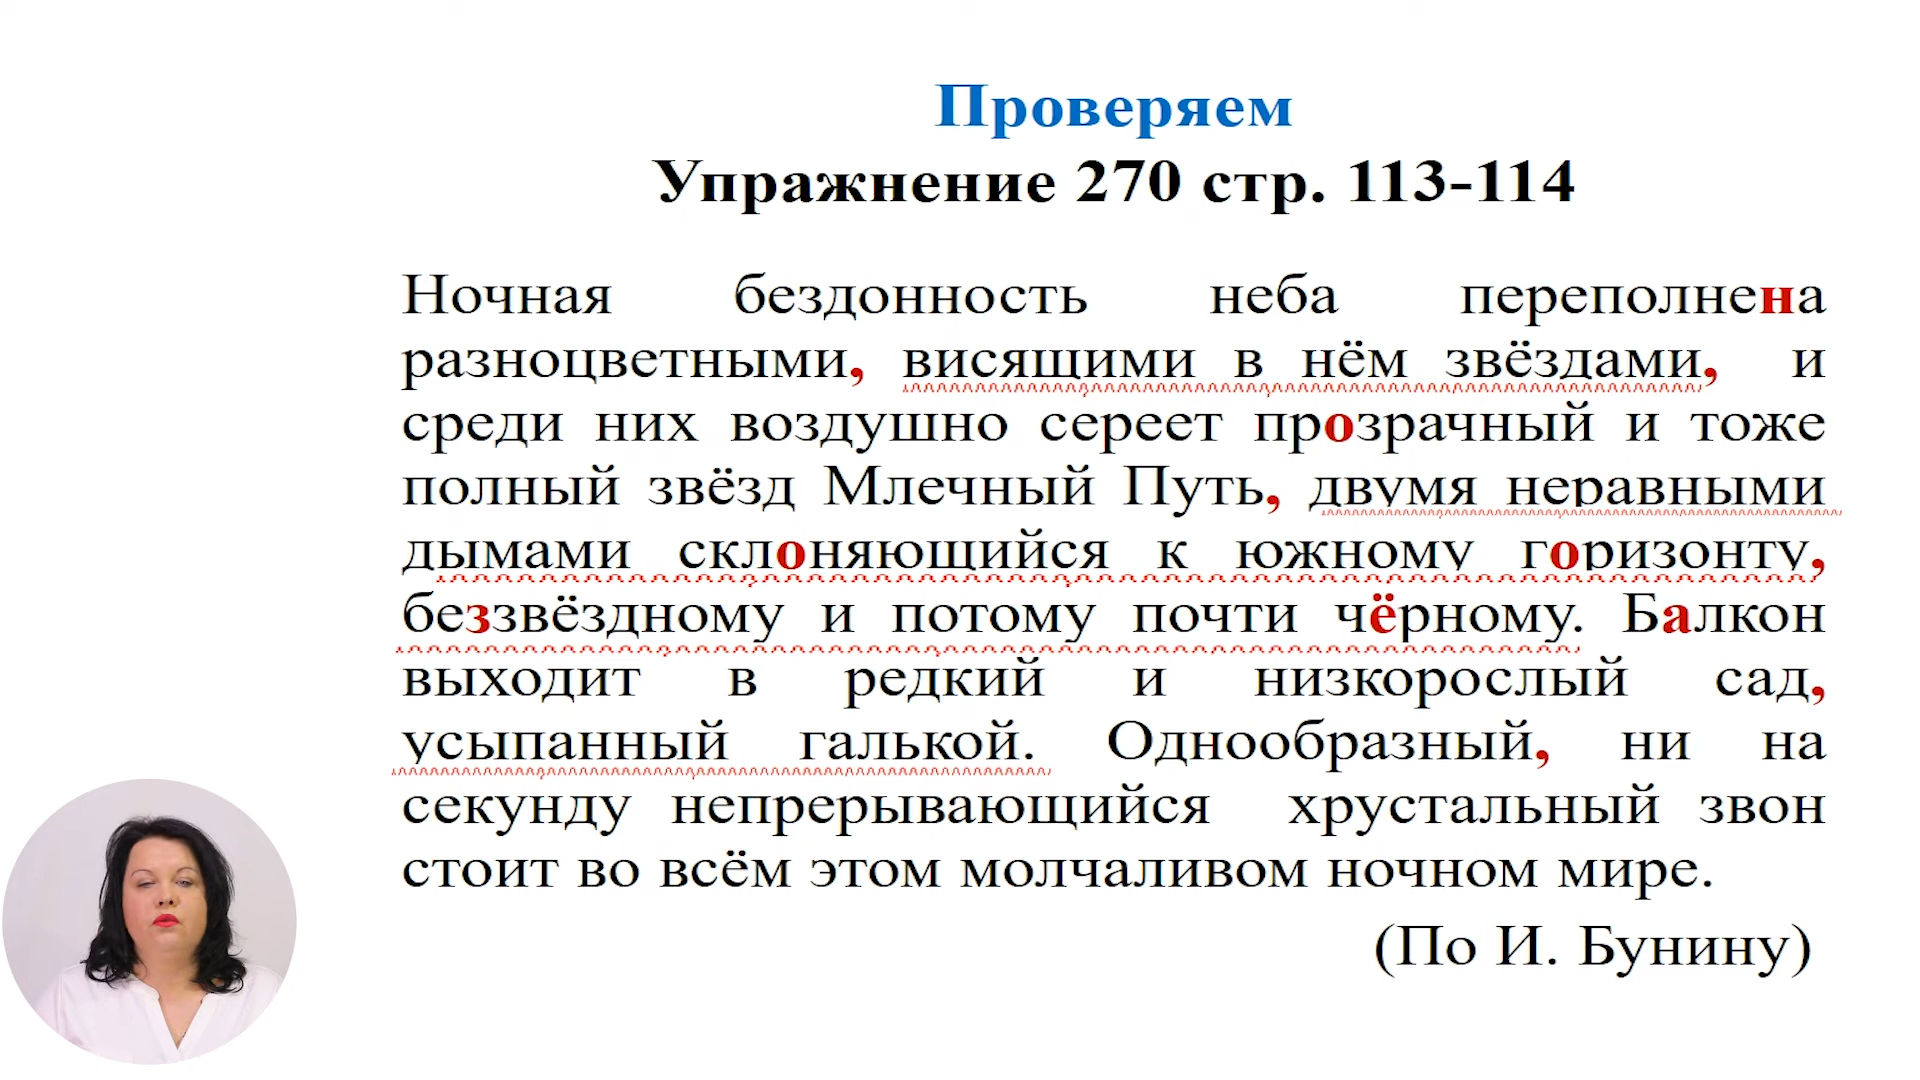 Проверяем
Упражнение 270 стр. 113-114
Ночная бездонность неба переполнена
разноцветными, висящими в нём звёздами, и
среди них воздушно сереет прозрачный и тоже
полный звёзд Млечный Путь, двумя неравными
дымами склоняющийся к южному горизонту,
беззвёздному и потому почти чёрному. Балкон
выходит в редкий и низкорослый сад,
усыпанный галькой. Однообразный, ни на
секунду непрерывающийся хрустальный звон
стоит во всём этом молчаливом ночном мире.
(По И. Бунину)